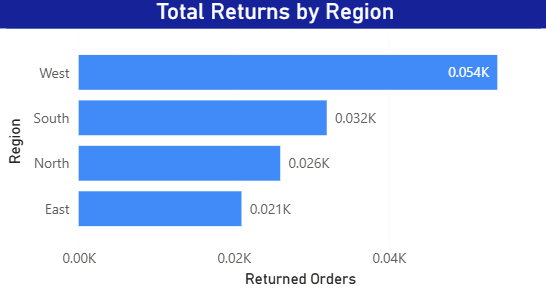 Total Returns by Region
West
0.054K
South
0.032K
North
0.026K
East
0.021K
Region
0.00K 0.02K 0.04K
Returned Orders